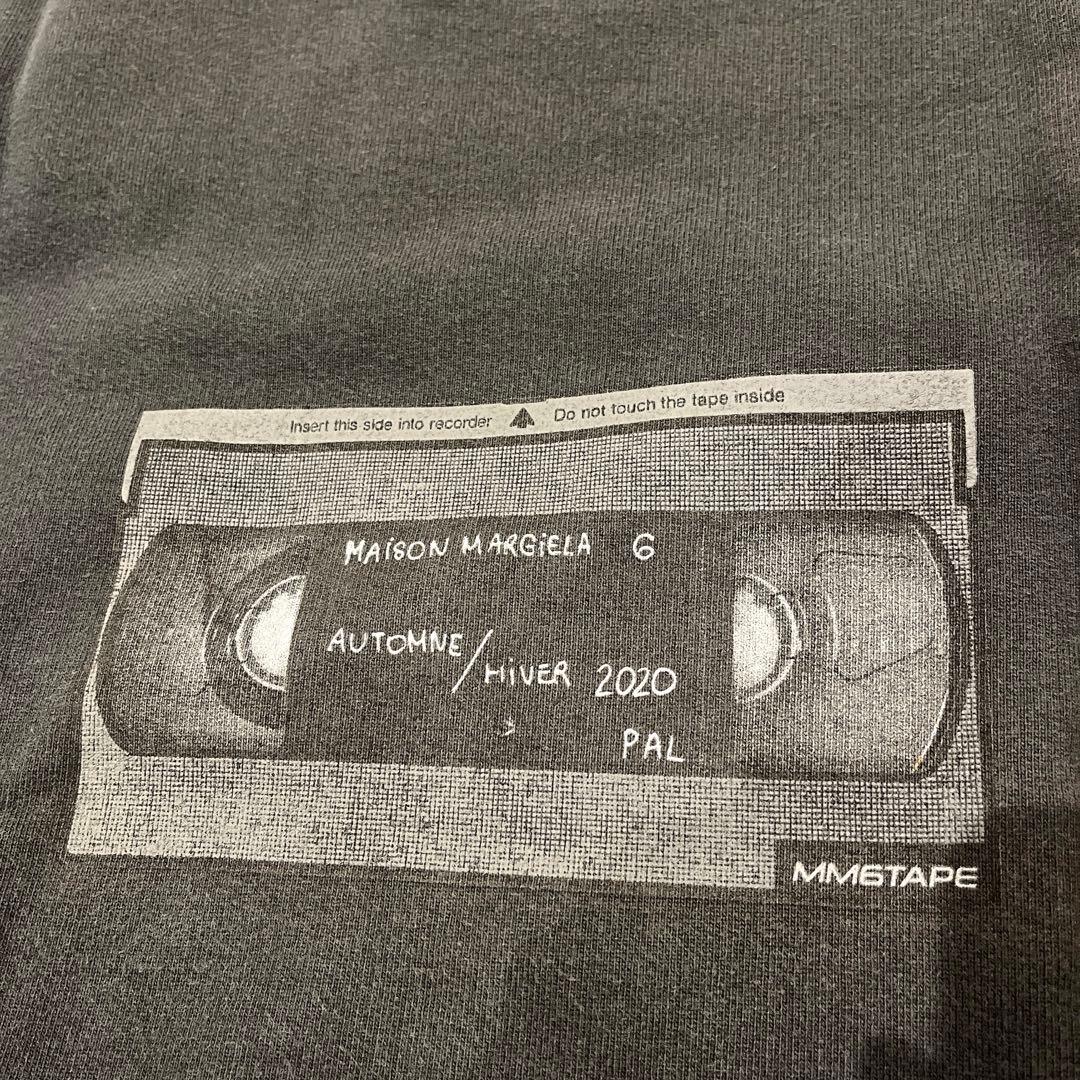 Insert this side into recorder ▲ Do not touch the tape inside
MAiSON MARGiELA 6
AUTOMNE/HiVER 2020
PAL
MM6TAPE